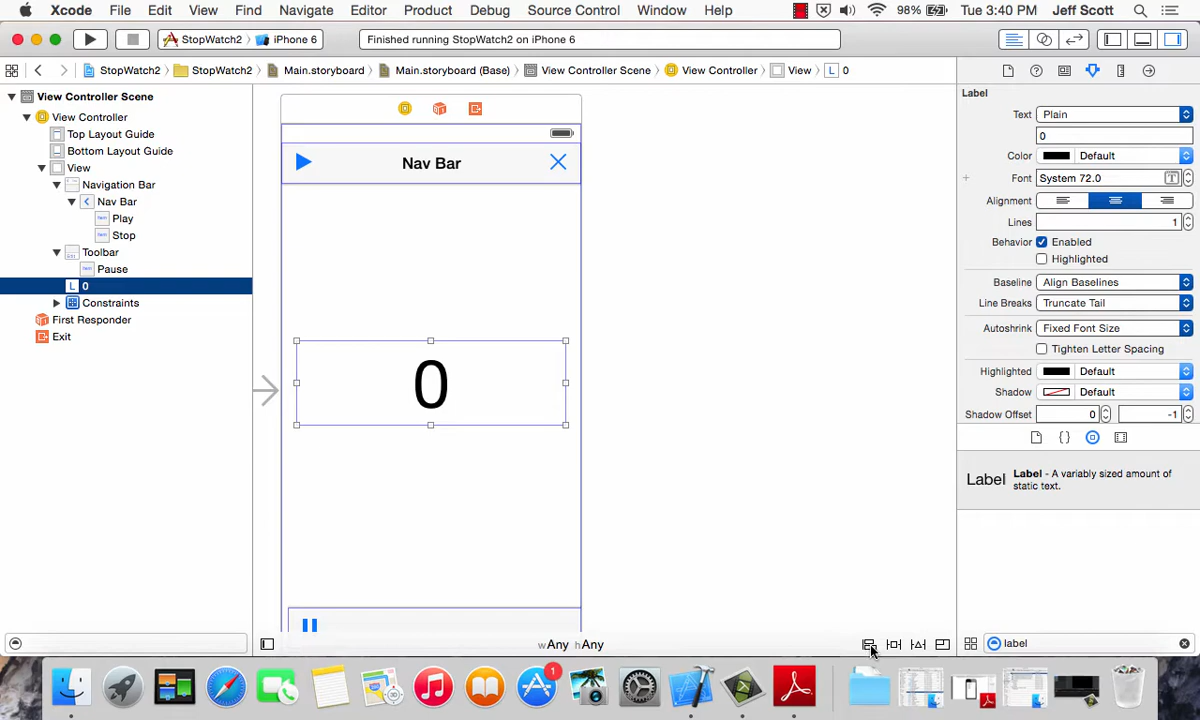 Xcode File Edit View Find Navigate Editor Product Debug Source Control Window Help 98% Tue 3:40 PM Jeff Scott
StopWatch2 iPhone 6 Finished running StopWatch2 on iPhone 6
StopWatch2 StopWatch2 Main.storyboard Main.storyboard (Base) View Controller Scene View Controller View L 0
View Controller Scene
View Controller
Top Layout Guide
Bottom Layout Guide
View
Navigation Bar
Nav Bar
Play
Stop
Toolbar
Pause
L 0
Constraints
First Responder
Exit
Nav Bar
0
wAny hAny
Label
Text Plain
0
Color Default
Font System 72.0
Alignment
Lines 1
Behavior Enabled
Highlighted
Baseline Align Baselines
Line Breaks Truncate Tail
Autoshrink Fixed Font Size
Tighten Letter Spacing
Highlighted Default
Shadow Default
Shadow Offset 0 -1
Label Label - A variably sized amount of
static text.
label
1